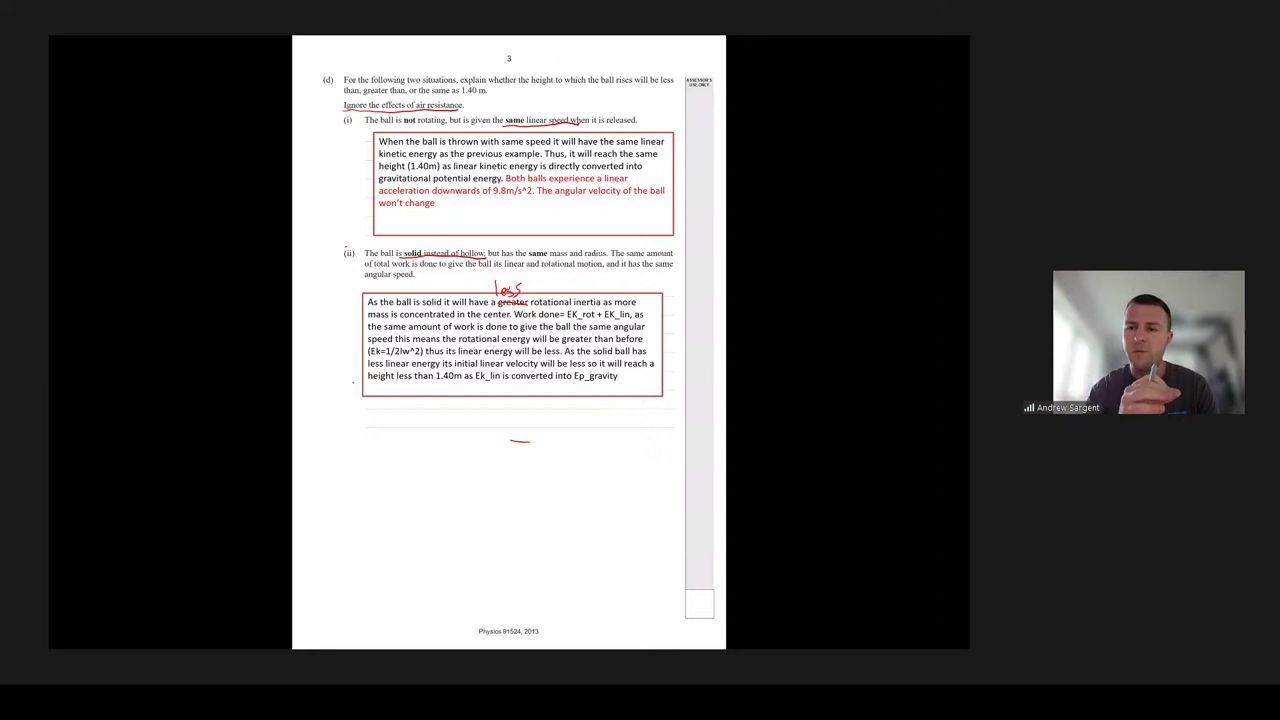 3
(d) For the following two situations, explain whether the height to which the ball rises will be less
than, greater than, or the same as 1.40 m.
ASSESSOR'S
USE ONLY
Ignore the effects of air resistance.
(i) The ball is not rotating, but is given the same linear speed when it is released.
When the ball is thrown with same speed it will have the same linear
kinetic energy as the previous example. Thus, it will reach the same
height (1.40m) as linear kinetic energy is directly converted into
gravitational potential energy. Both balls experience a linear
acceleration downwards of 9.8m/s^2. The angular velocity of the ball
won't change
(ii) The ball is solid instead of hollow, but has the same mass and radius. The same amount
of total work is done to give the ball its linear and rotational motion, and it has the same
angular speed.
less
As the ball is solid it will have a greater rotational inertia as more
mass is concentrated in the center. Work done= EK_rot + EK_lin, as
the same amount of work is done to give the ball the same angular
speed this means the rotational energy will be greater than before
(Ek=1/2Iw^2) thus its linear energy will be less. As the solid ball has
less linear energy its initial linear velocity will be less so it will reach a
height less than 1.40m as Ek_lin is converted into Ep_gravity
Andrew Sargent
Physics 91524, 2013